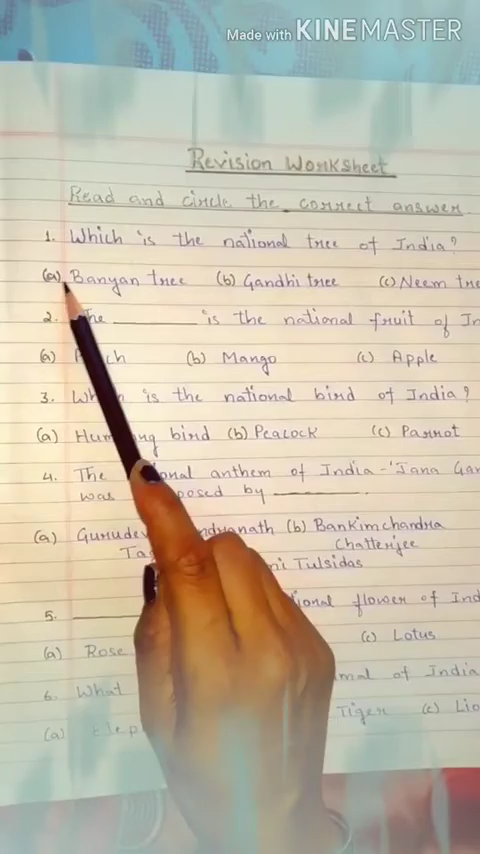 Made with KINEMASTER
Revision Worksheet
Read and circle the correct answer
1. Which is the national tree of India?
(a) Banyan tree (b) Gandhi tree (c) Neem
2. The ________ is the national fruit of
(a) (b) Mango (c) Apple
3. is the national bird of India?
(a) bird (b) Peacock (c) Parrot
4. The anthem of India - 'Jana
was by ________.
(a) Gurudev (b) Bankimchandra
Chatterjee
Tulsidas
5. ________ flower of
(a) Rose (c) Lotus
6. What of India
(a) Tiger (c)